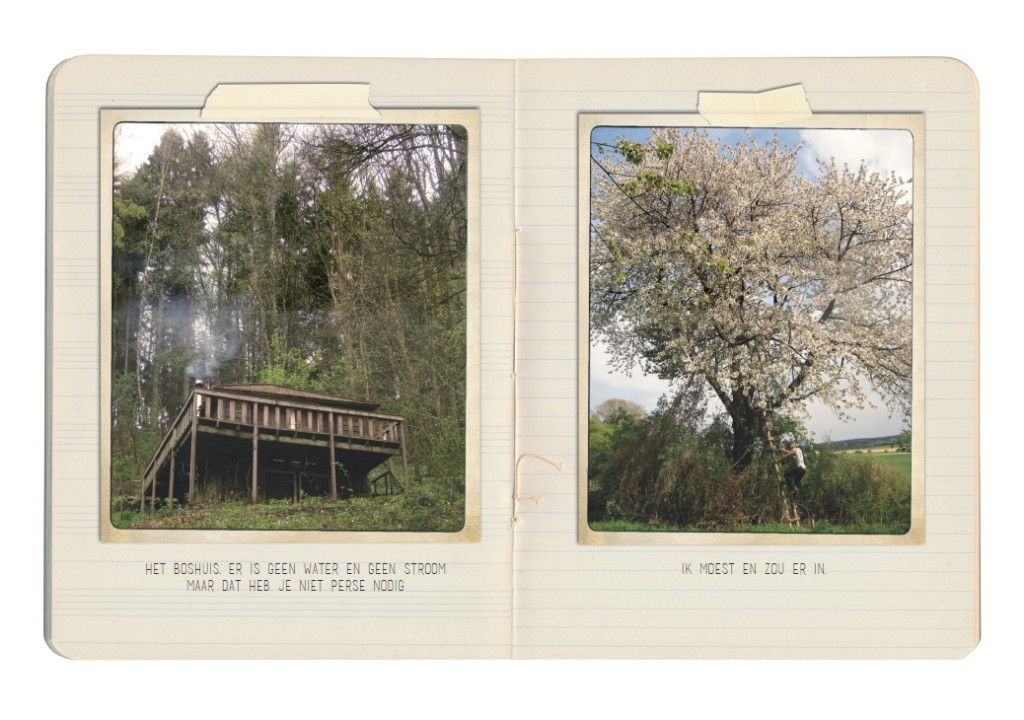 HET BOSHUIS. ER IS GEEN WATER EN GEEN STROOM
MAAR DAT HEB JE NIET PERSE NODIG
IK MOEST EN ZOU ER IN.